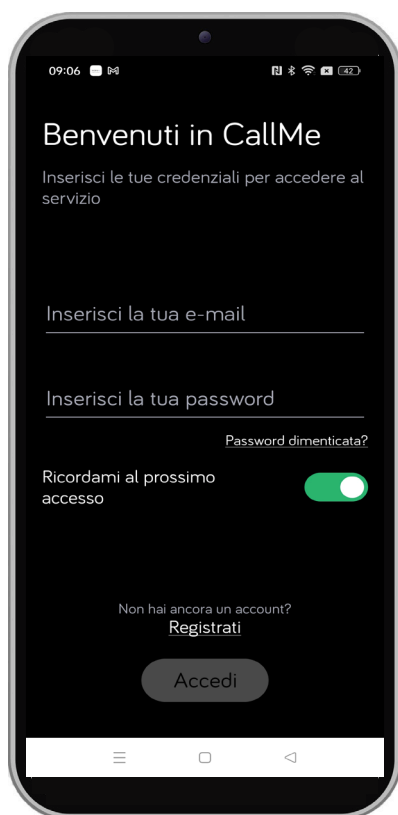 09:06
42
Benvenuti in CallMe
Inserisci le tue credenziali per accedere al
servizio
Inserisci la tua e-mail
Inserisci la tua password
Password dimenticata?
Ricordami al prossimo
accesso
Non hai ancora un account?
Registrati
Accedi